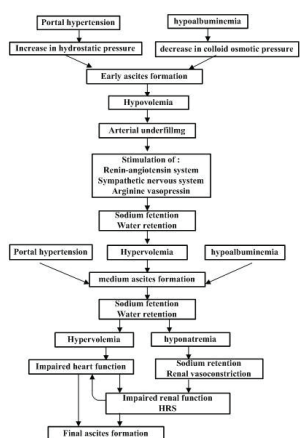 Portal hypertension
hypoalbuminemia
Increase in hydrostatic pressure
decrease in colloid osmotic pressure
Early ascites formation
Hypovolemia
Arterial underfillmg
Stimulation of :
Renin-angiotensin system
Sympathetic nervous system
Arginine vasopressin
Sodium fetention
Water retention
Portal hypertension
Hypervolemia
hypoalbuminemia
medium ascites formation
Sodium fetention
Water retention
Hypervolemia
hyponatremia
Impaired heart function
Sodium retention
Renal vasoconstriction
Impaired renal function
HRS
Final ascites formation